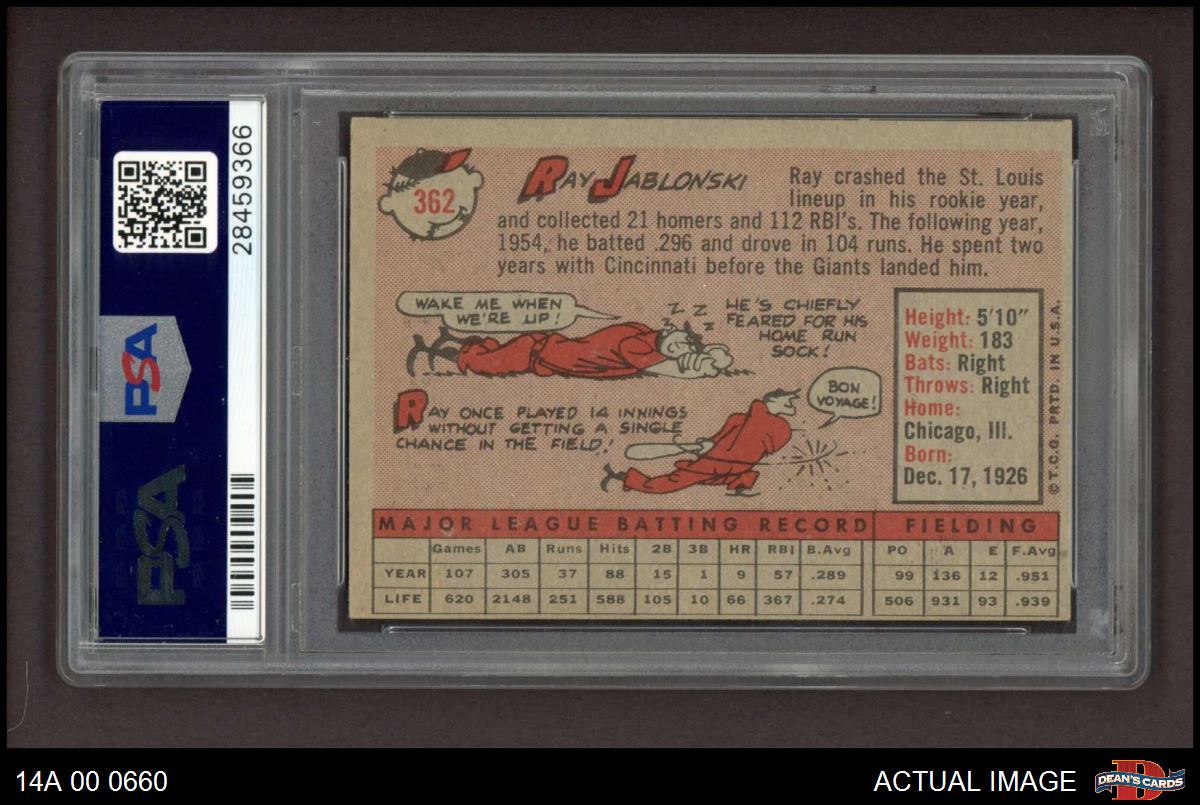 PSA
28459366
PSA
362
RAY JABLONSKI
Ray crashed the St. Louis
lineup in his rookie year,
and collected 21 homers and 112 RBI's. The following year,
1954, he batted .296 and drove in 104 runs. He spent two
years with Cincinnati before the Giants landed him.
WAKE ME WHEN
WE'RE UP!
Z Z Z Z
HE'S CHIEFLY
FEARED FOR HIS
HOME RUN
SOCK!
RAY ONCE PLAYED 14 INNINGS
WITHOUT GETTING A SINGLE
CHANCE IN THE FIELD!
BON
VOYAGE!
Height: 5'10"
Weight: 183
Bats: Right
Throws: Right
Home:
Chicago, Ill.
Born:
Dec. 17, 1926
© T.C.G. PRTD. IN U.S.A.
MAJOR LEAGUE BATTING RECORD FIELDING
Games AB Runs Hits 2B 3B HR RBI B.Avg PO A E F.Avg
YEAR 107 305 37 88 15 1 9 57 .289 99 136 12 .951
LIFE 620 2148 251 588 105 10 66 367 .274 506 931 93 .939
14A 00 0660
ACTUAL IMAGE
DEAN'S CARDS